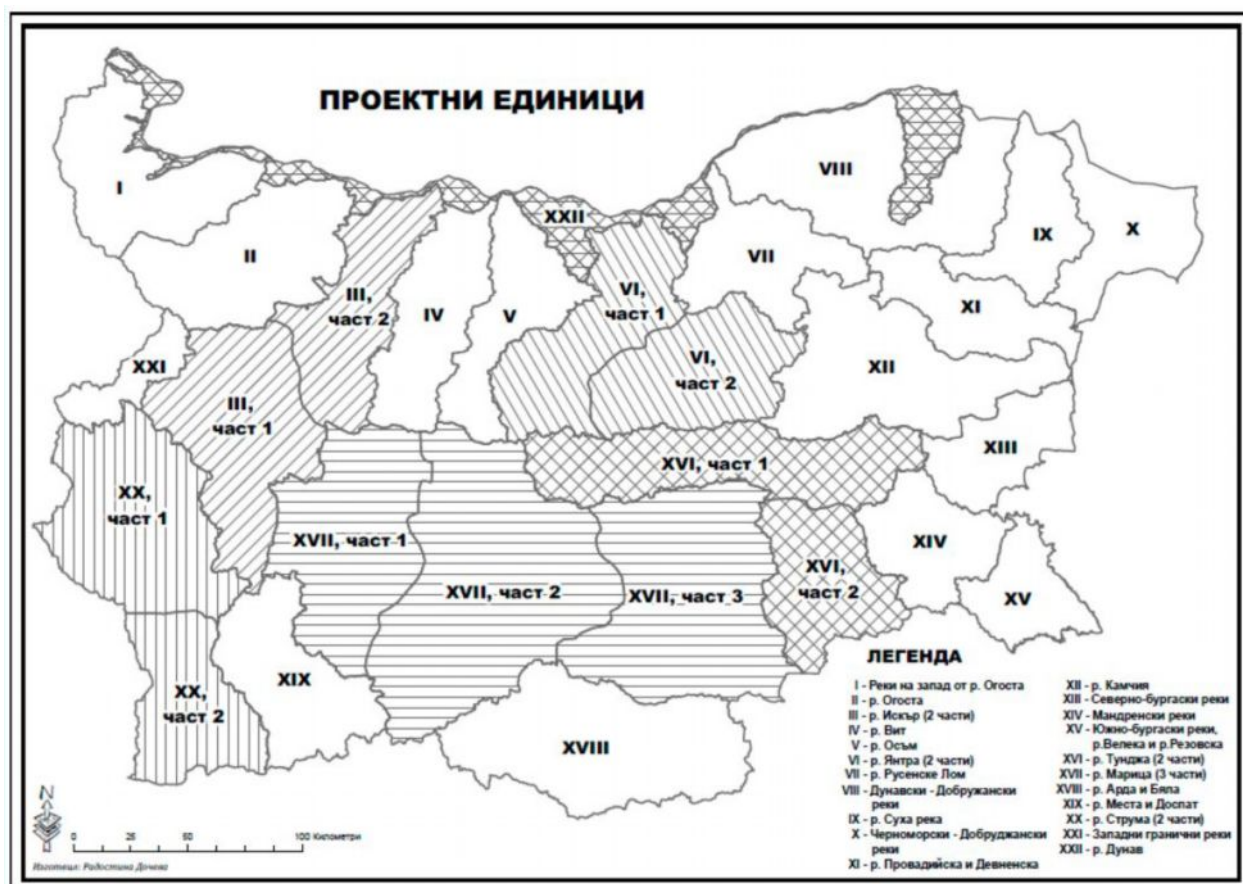 ПРОЕКТНИ ЕДИНИЦИ
I
II
III,
част 2
IV
V
XXII
VI,
част 1
VII
VIII
IX
X
XI
XXI
III,
част 1
VI,
част 2
XII
XIII
XX,
част 1
XVI, част 1
XVII, част 1
XVII, част 2
XVII, част 3
XVI,
част 2
XIV
XV
XX,
част 2
XIX
XVIII
ЛЕГЕНДА
I - Реки на запад от р. Огоста
II - р. Огоста
III - р. Искър (2 части)
IV - р. Вит
V - р. Осъм
VI - р. Янтра (2 части)
VII - р. Русенске Лом
VIII - Дунавски - Добружански
реки
IX - р. Суха река
X - Черноморски - Добруджански
реки
XI - р. Провадийска и Девненска
XII - р. Камчия
XIII - Северно-бургаски реки
XIV - Мандренски реки
XV - Южно-бургаски реки,
р.Велека и р.Резовска
XVI - р. Тунджа (2 части)
XVII - р. Марица (3 части)
XVIII - р. Арда и Бяла
XIX - р. Места и Доспат
XX - р. Струма (2 части)
XXI - Западни гранични реки
XXII - р. Дунав
N
0 25 50 100 Километри
Изготвил: Радостина Дочева